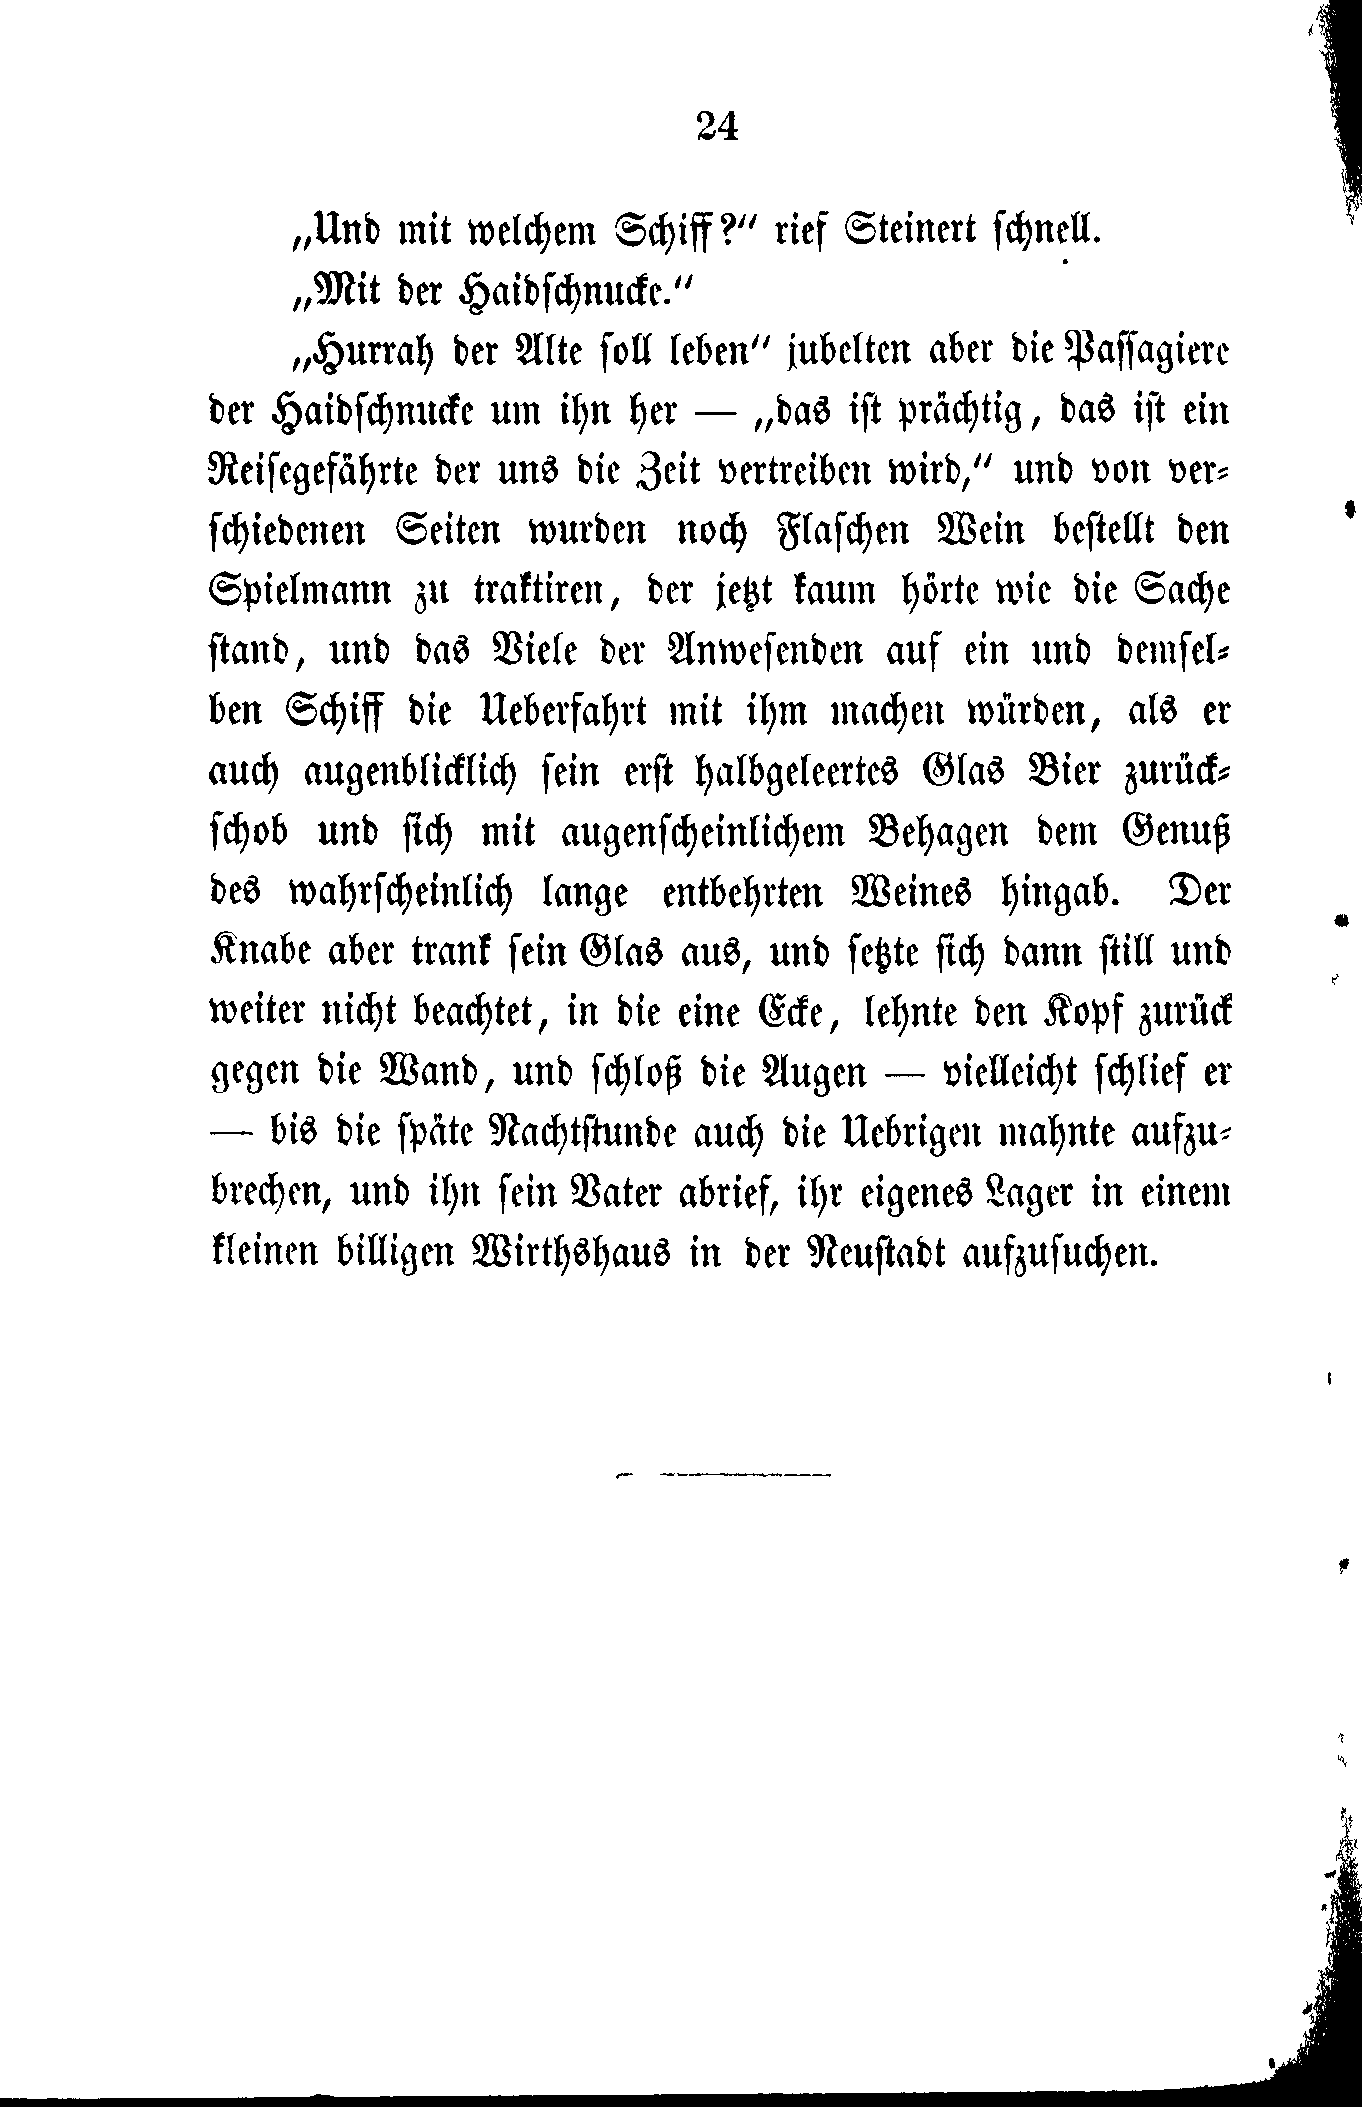 24
„Und mit welchem Schiff?“ rief Steinert schnell.
„Mit der Haidschnucke.“
„Hurrah der Alte soll leben“ jubelten aber die Passagiere
der Haidschnucke um ihn her — „das ist prächtig, das ist ein
Reisegefährte der uns die Zeit vertreiben wird,“ und von ver-
schiedenen Seiten wurden noch Flaschen Wein bestellt den
Spielmann zu traktiren, der jetzt kaum hörte wie die Sache
stand, und das Viele der Anwesenden auf ein und demsel-
ben Schiff die Ueberfahrt mit ihm machen würden, als er
auch augenblicklich sein erst halbgeleertes Glas Bier zurück-
schob und sich mit augenscheinlichem Behagen dem Genuß
des wahrscheinlich lange entbehrten Weines hingab. Der
Knabe aber trank sein Glas aus, und setzte sich dann still und
weiter nicht beachtet, in die eine Ecke, lehnte den Kopf zurück
gegen die Wand, und schloß die Augen — vielleicht schlief er
— bis die späte Nachtstunde auch die Uebrigen mahnte aufzu-
brechen, und ihn sein Vater abrief, ihr eigenes Lager in einem
kleinen billigen Wirthshaus in der Neustadt aufzusuchen.